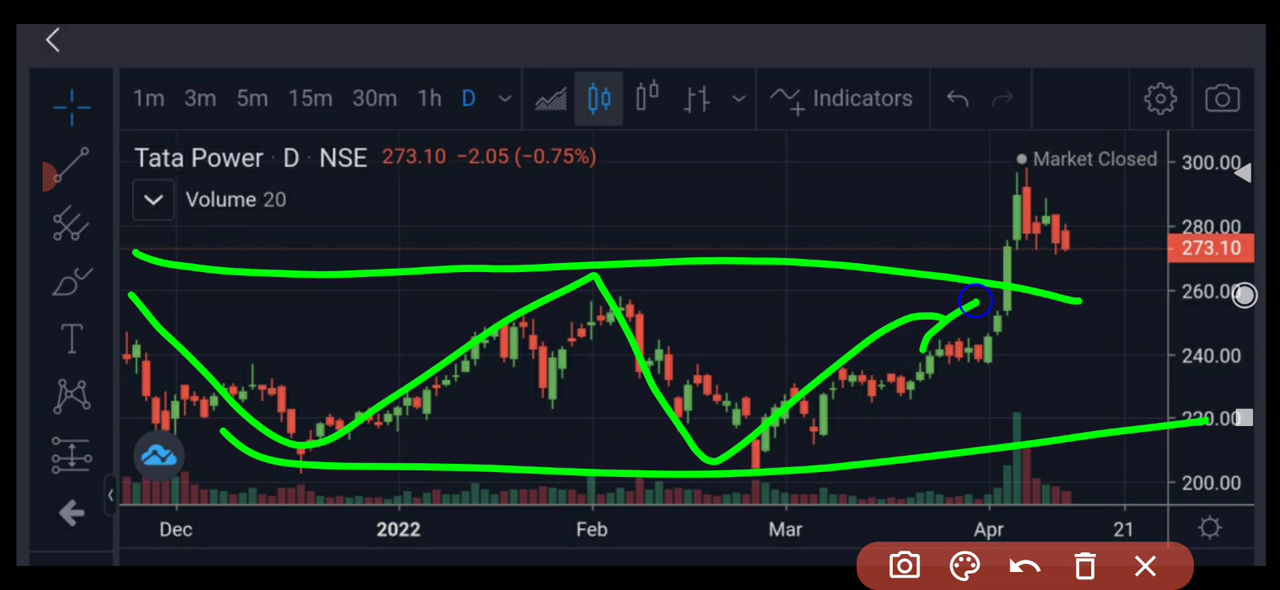 1m 3m 5m 15m 30m 1h D Indicators
Tata Power · D · NSE 273.10 −2.05 (−0.75%)
Market Closed
Volume 20
300.00
280.00
273.10
260.00
240.00
220.00
200.00
Dec 2022 Feb Mar Apr 21
T